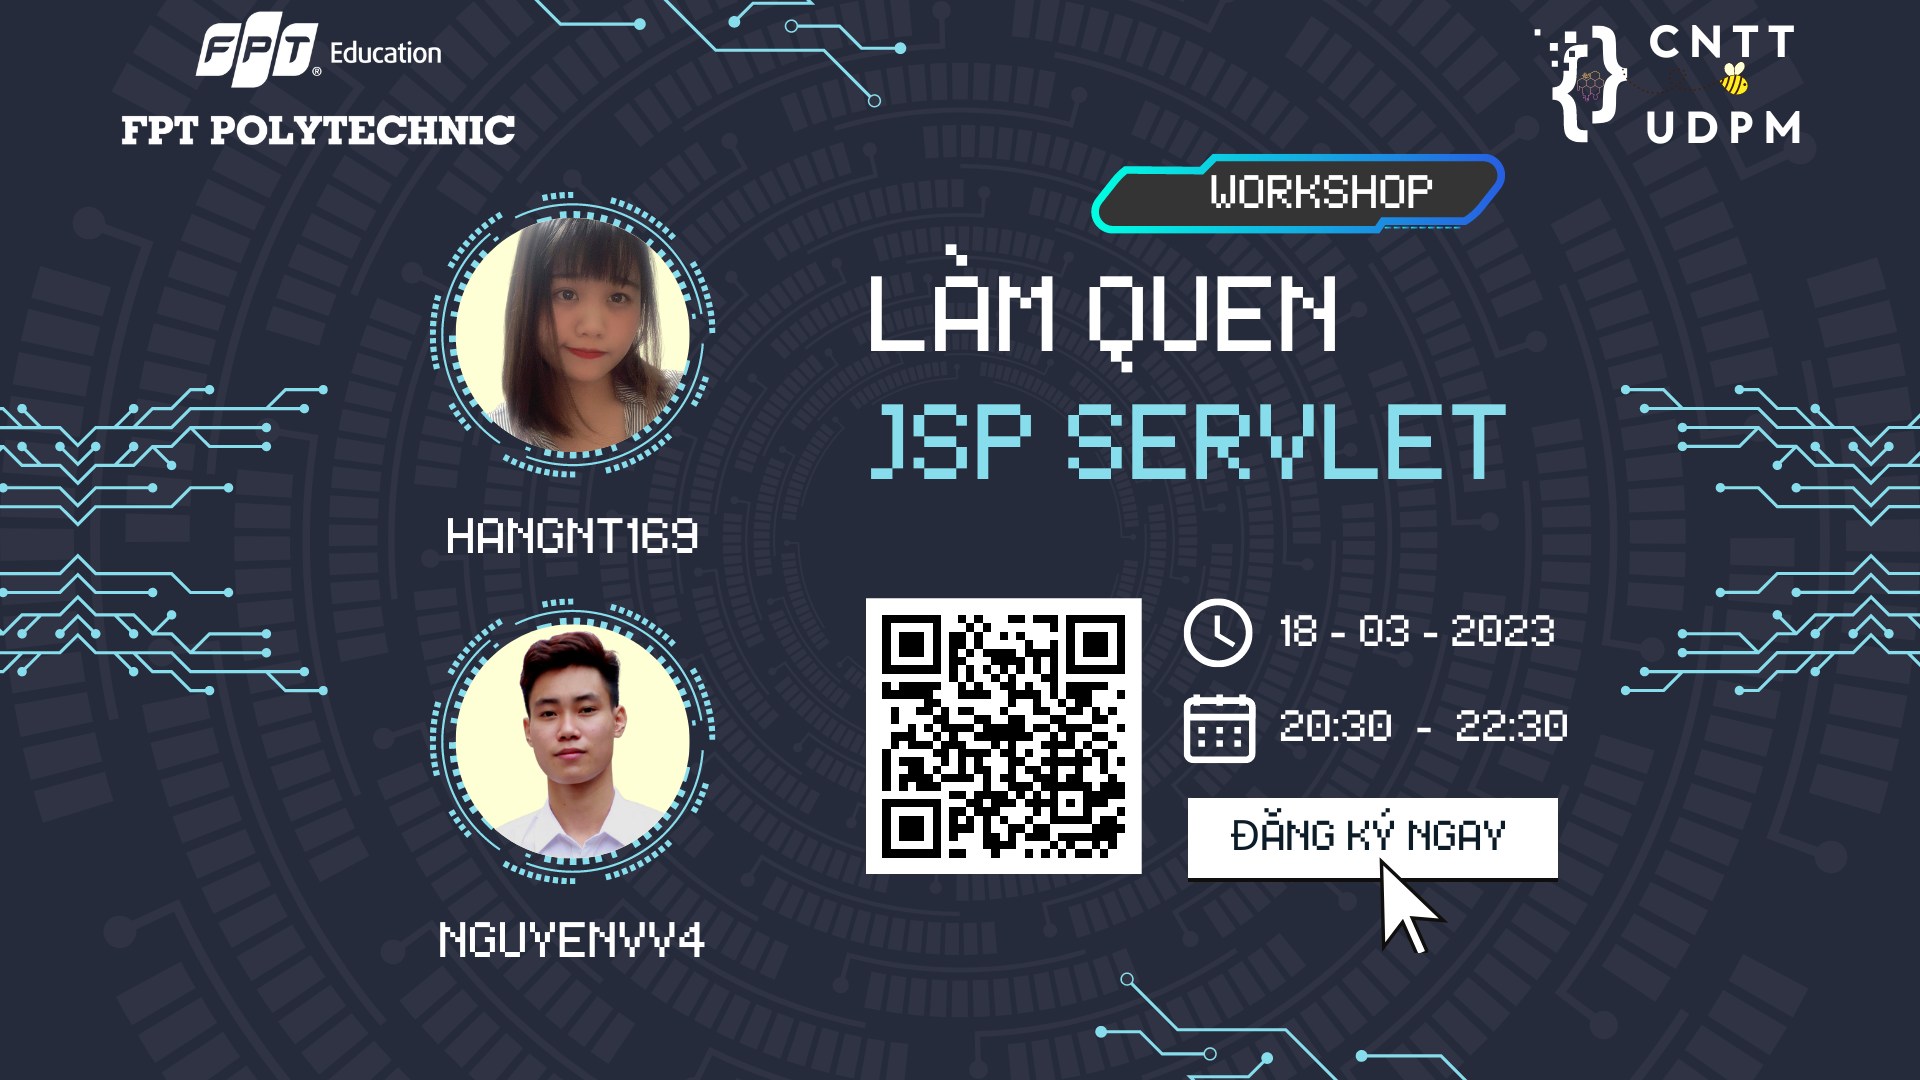 FPT Education
FPT POLYTECHNIC
CNTT
UDPM
WORKSHOP
LÀM QUEN
JSP SERVLET
HANGNT169
NGUYENVV4
18 - 03 - 2023
20:30 - 22:30
ĐĂNG KÝ NGAY